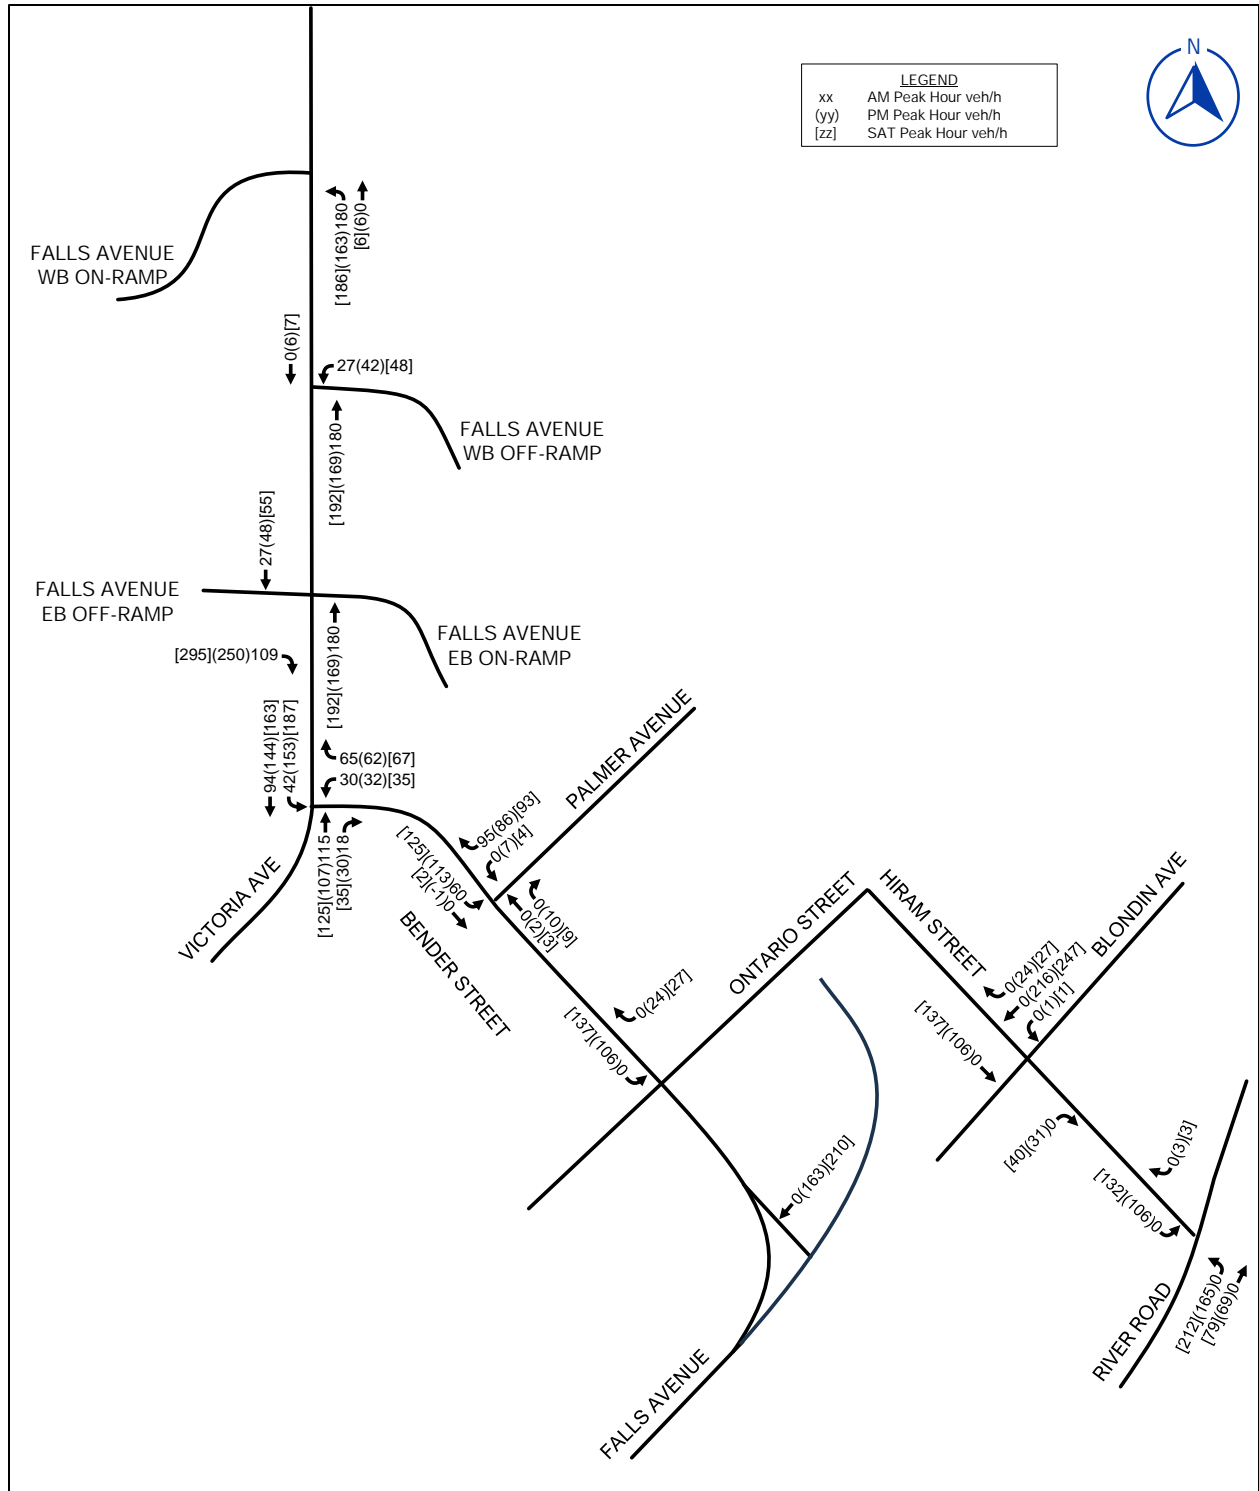 N
LEGEND
xx AM Peak Hour veh/h
(yy) PM Peak Hour veh/h
[zz] SAT Peak Hour veh/h
[186](163)180
[6](6)0
FALLS AVENUE
WB ON-RAMP
0(6)[7]
27(42)[48]
FALLS AVENUE
WB OFF-RAMP
[192](169)180
27(48)[55]
FALLS AVENUE
EB OFF-RAMP
FALLS AVENUE
EB ON-RAMP
[192](169)180
[295](250)109
94(144)[163]
42(153)[187]
65(62)[67]
30(32)[35]
PALMER AVENUE
95(86)[93]
0(7)[4]
[125](107)115
[35](30)18
VICTORIA AVE
[125](113)60
[2](-1)0
0(10)[9]
0(2)[3]
BENDER STREET
ONTARIO STREET
HIRAM STREET
BLONDIN AVE
0(24)[27]
0(216)[247]
0(1)[1]
0(24)[27]
[137](106)0
[137](106)0
[40](31)0
0(3)[3]
[132](106)0
0(163)[210]
[212](165)0
[79](69)0
RIVER ROAD
FALLS AVENUE